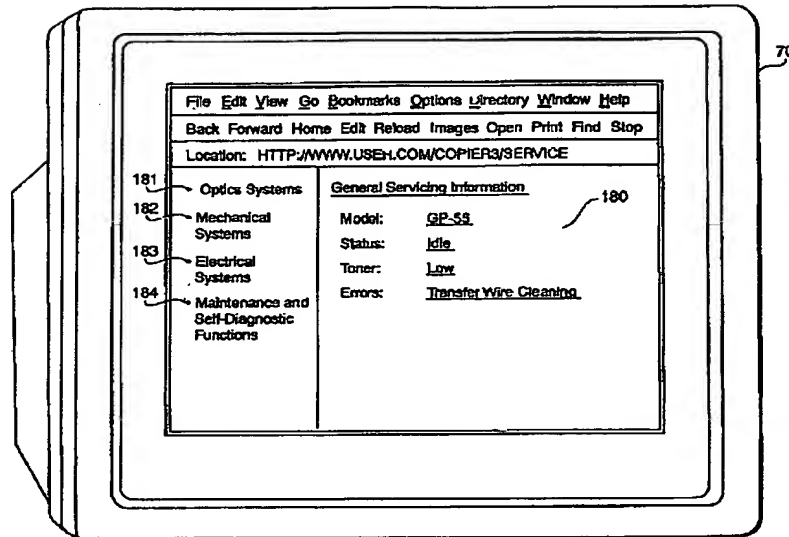 70
File Edit View Go Bookmarks Options Directory Window Help
Back Forward Home Edit Reload Images Open Print Find Stop
Location: HTTP://WWW.USEH.COM/COPIER3/SERVICE
181 Optics Systems
182 Mechanical
Systems
183 Electrical
Systems
184 Maintenance and
Self-Diagnostic
Functions
General Servicing Information
180
Model: GP-55
Status: Idle
Toner: Low
Errors: Transfer Wire Cleaning